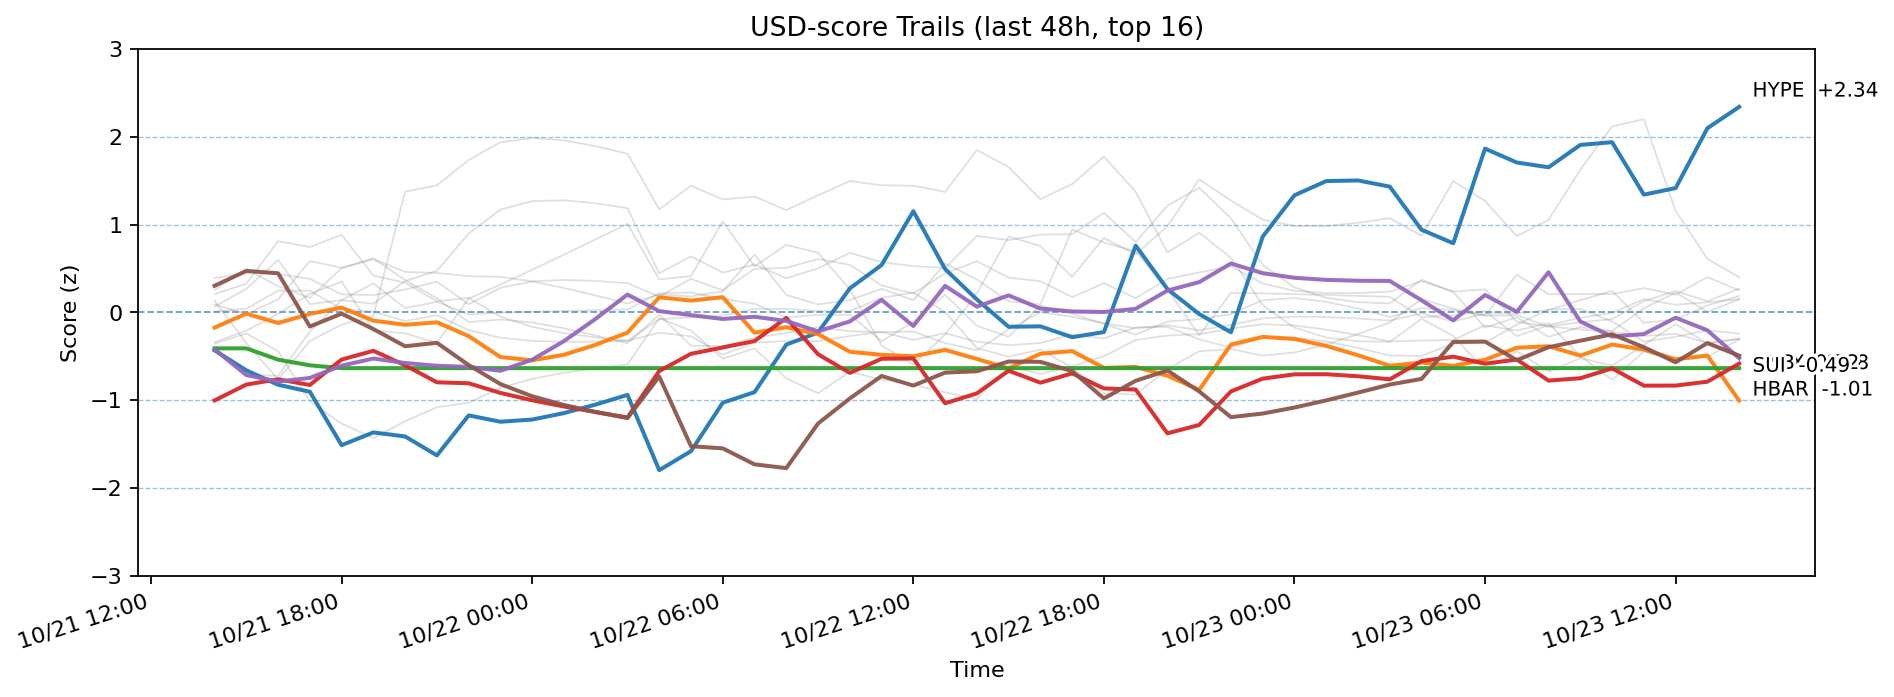 USD-score Trails (last 48h, top 16)
Score (z)
3
2
1
0
−1
−2
−3
HYPE +2.34
SUI -0.49
HBAR -1.01
10/21 12:00
10/21 18:00
10/22 00:00
10/22 06:00
10/22 12:00
10/22 18:00
10/23 00:00
10/23 06:00
10/23 12:00
Time